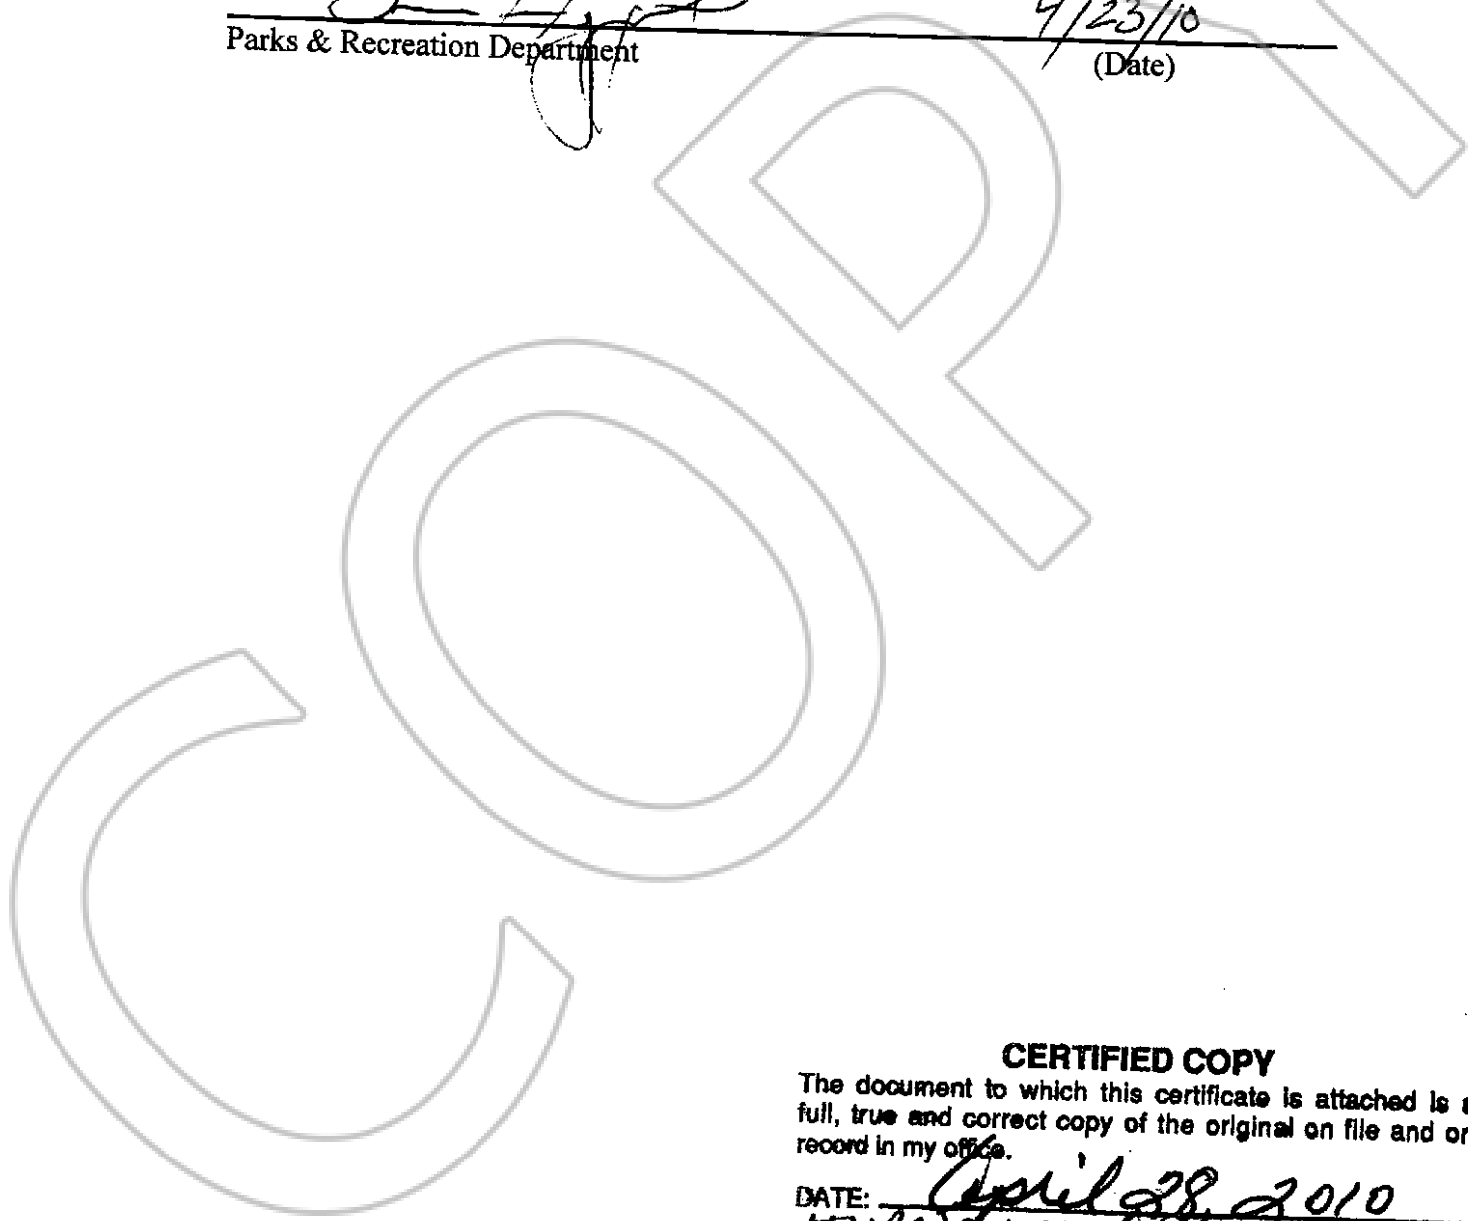 4/23/10
Parks & Recreation Department (Date)
COPY
CERTIFIED COPY
The document to which this certificate is attached is a
full, true and correct copy of the original on file and on
record in my office.
DATE: April 28, 2010